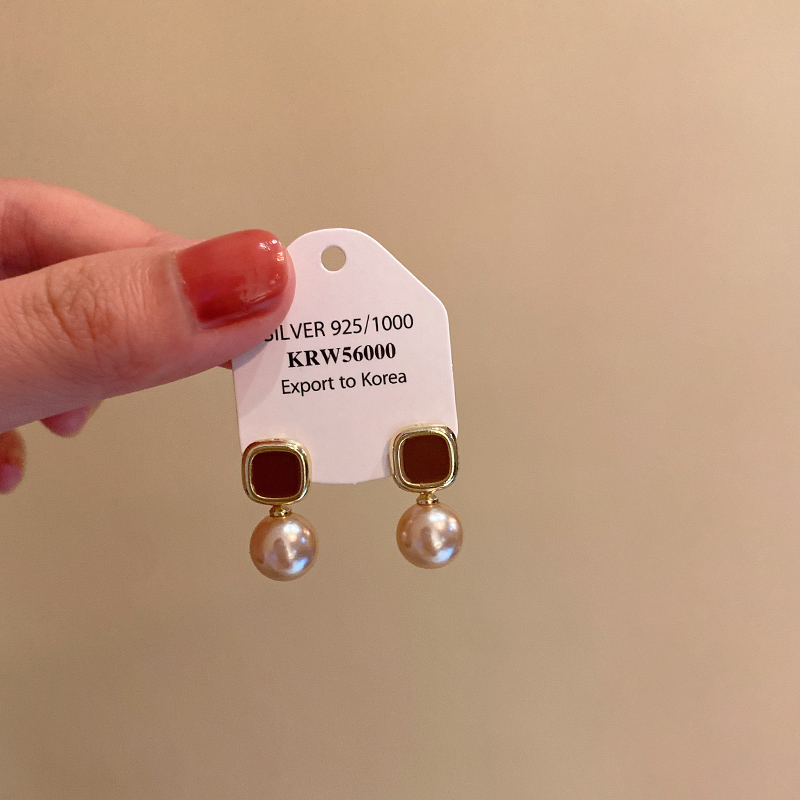 SILVER 925/1000
KRW56000
Export to Korea